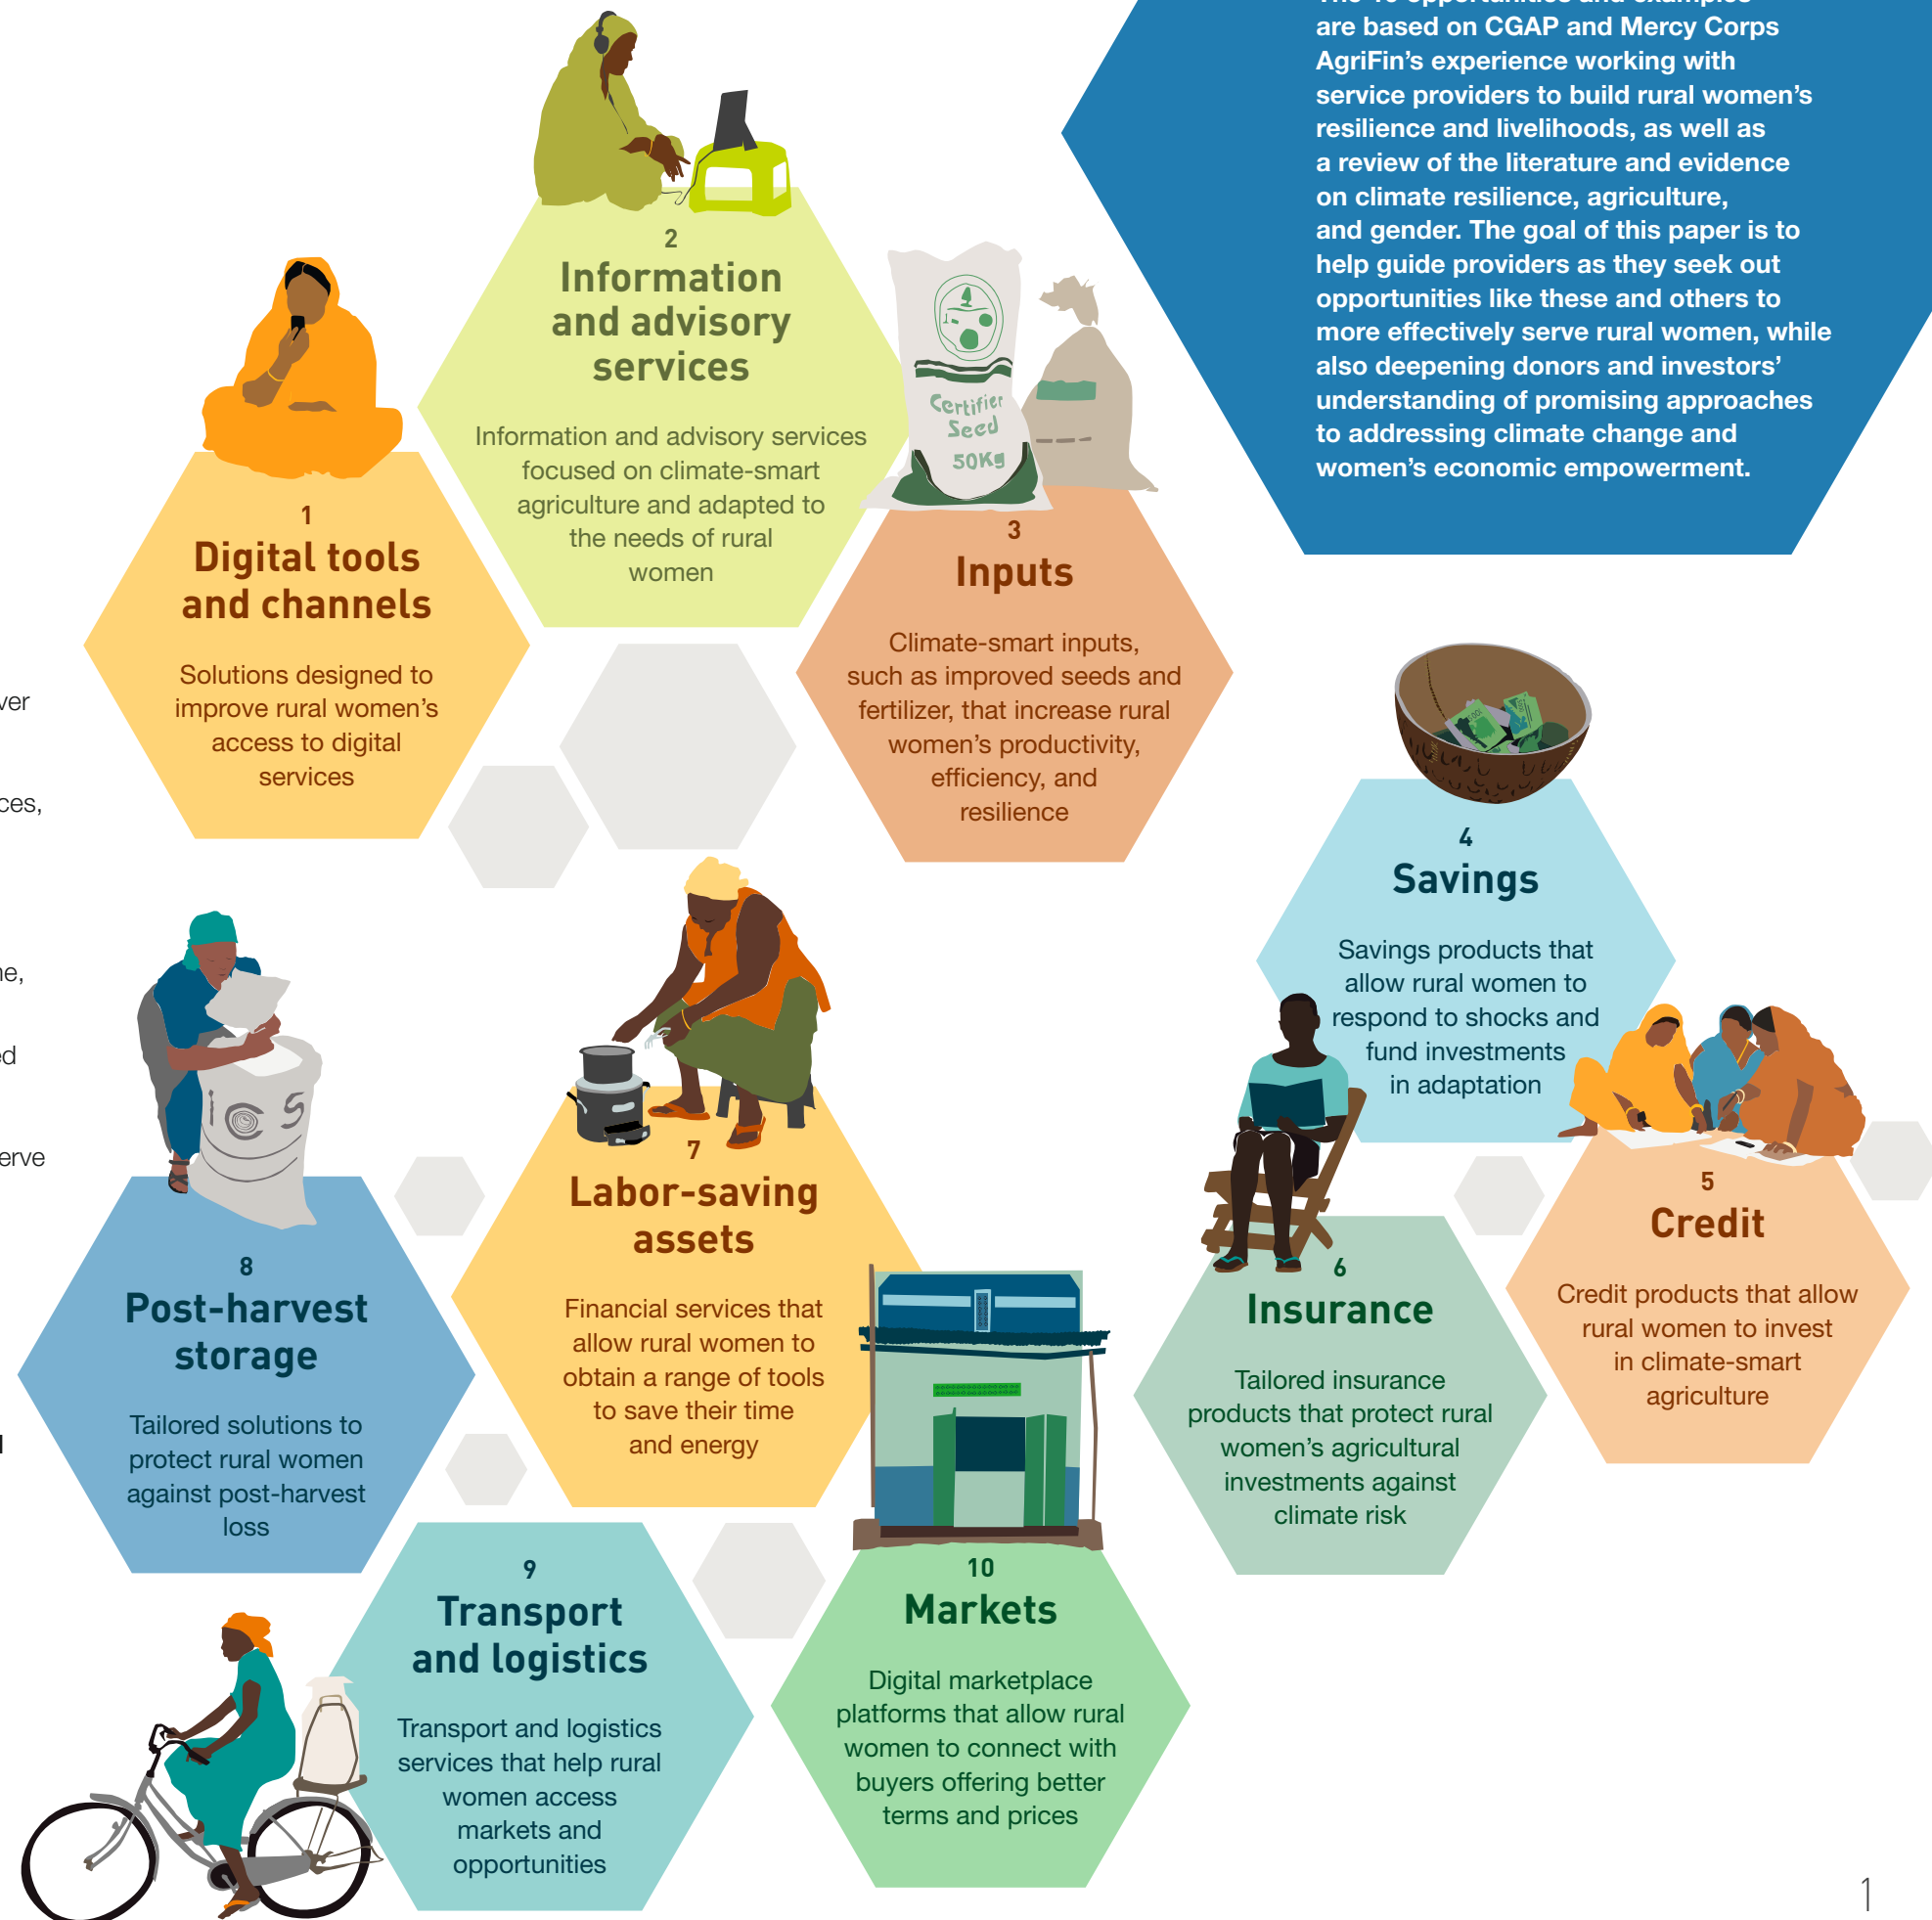 are based on CGAP and Mercy Corps
AgriFin’s experience working with
service providers to build rural women’s
resilience and livelihoods, as well as
a review of the literature and evidence
on climate resilience, agriculture,
and gender. The goal of this paper is to
help guide providers as they seek out
opportunities like these and others to
more effectively serve rural women, while
also deepening donors and investors’
understanding of promising approaches
to addressing climate change and
women’s economic empowerment.
1
Digital tools
and channels
Solutions designed to
improve rural women’s
access to digital
services
2
Information
and advisory
services
Information and advisory services
focused on climate-smart
agriculture and adapted to
the needs of rural
women
Certifier
Seed
50Kg
3
Inputs
Climate-smart inputs,
such as improved seeds and
fertilizer, that increase rural
women’s productivity,
efficiency, and
resilience
4
Savings
Savings products that
allow rural women to
respond to shocks and
fund investments
in adaptation
5
Credit
Credit products that allow
rural women to invest
in climate-smart
agriculture
6
Insurance
Tailored insurance
products that protect rural
women’s agricultural
investments against
climate risk
7
Labor-saving
assets
Financial services that
allow rural women to
obtain a range of tools
to save their time
and energy
ics
8
Post-harvest
storage
Tailored solutions to
protect rural women
against post-harvest
loss
9
Transport
and logistics
Transport and logistics
services that help rural
women access
markets and
opportunities
10
Markets
Digital marketplace
platforms that allow rural
women to connect with
buyers offering better
terms and prices
1